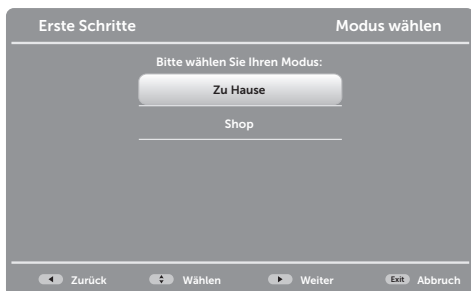 Erste Schritte Modus wählen
Bitte wählen Sie Ihren Modus:
Zu Hause
Shop
Zurück Wählen Weiter Exit Abbruch